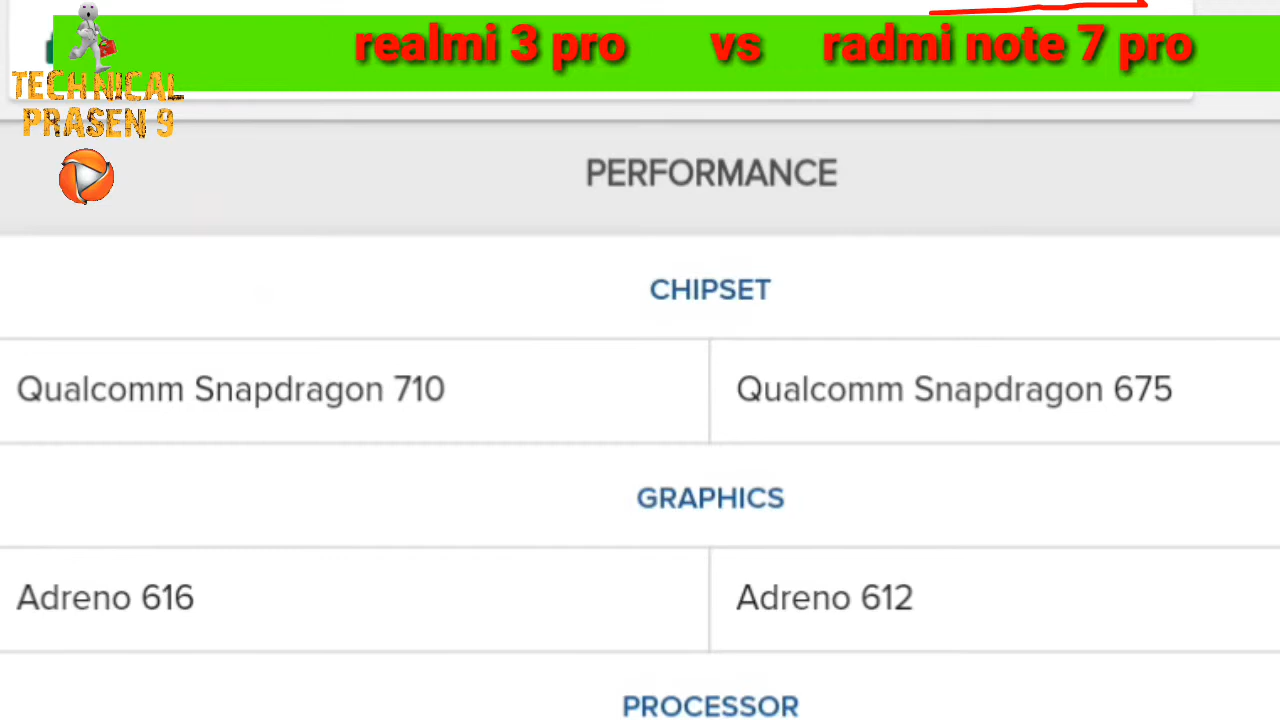 realmi 3 pro vs radmi note 7 pro
TECHNICAL
PRASEN 9
PERFORMANCE
CHIPSET
Qualcomm Snapdragon 710 Qualcomm Snapdragon 675
GRAPHICS
Adreno 616 Adreno 612
PROCESSOR